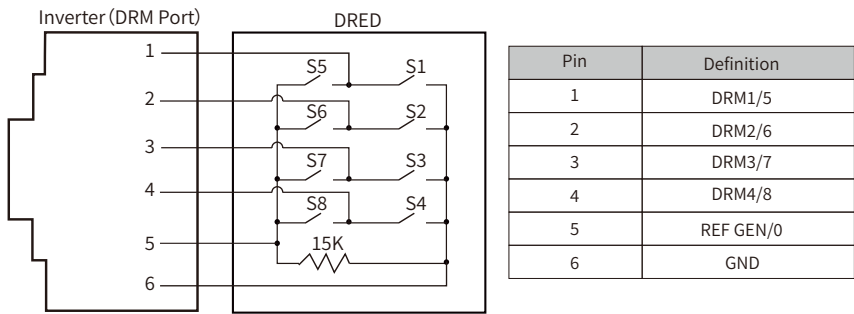 Inverter (DRM Port)
DRED
1
S5
S1
2
S6
S2
3
S7
S3
4
S8
S4
5
15K
6
Pin Definition
1 DRM1/5
2 DRM2/6
3 DRM3/7
4 DRM4/8
5 REF GEN/0
6 GND